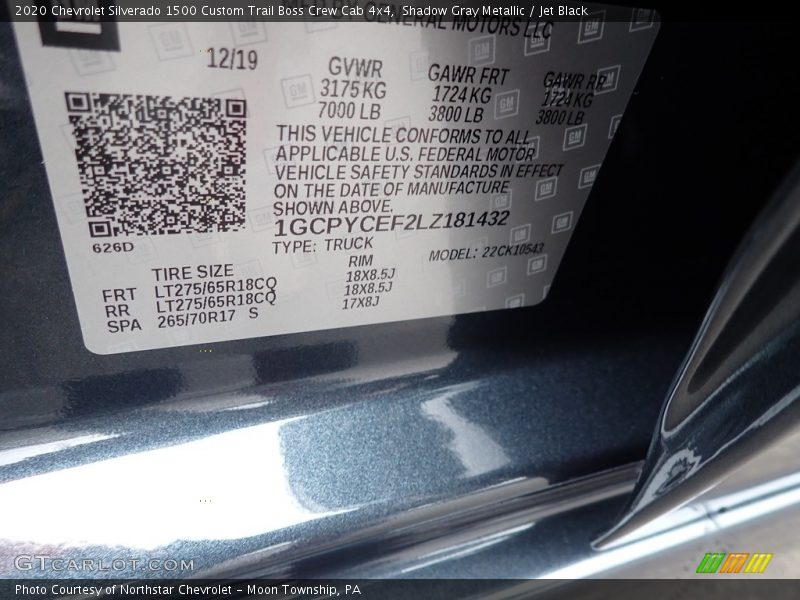 2020 Chevrolet Silverado 1500 Custom Trail Boss Crew Cab 4x4, Shadow Gray Metallic / Jet Black
BY GENERAL MOTORS LLC
12/19
GVWR
3175 KG
7000 LB
GAWR FRT
1724 KG
3800 LB
GAWR RR
1724 KG
3800 LB
THIS VEHICLE CONFORMS TO ALL
APPLICABLE U.S. FEDERAL MOTOR
VEHICLE SAFETY STANDARDS IN EFFECT
ON THE DATE OF MANUFACTURE
SHOWN ABOVE.
1GCPYCEF2LZ181432
626D
TYPE: TRUCK
MODEL: 22CK10543
TIRE SIZE RIM
FRT LT275/65R18CQ 18X8.5J
RR LT275/65R18CQ 18X8.5J
SPA 265/70R17 S 17X8J
GTCARLOT.COM
Photo Courtesy of Northstar Chevrolet – Moon Township, PA